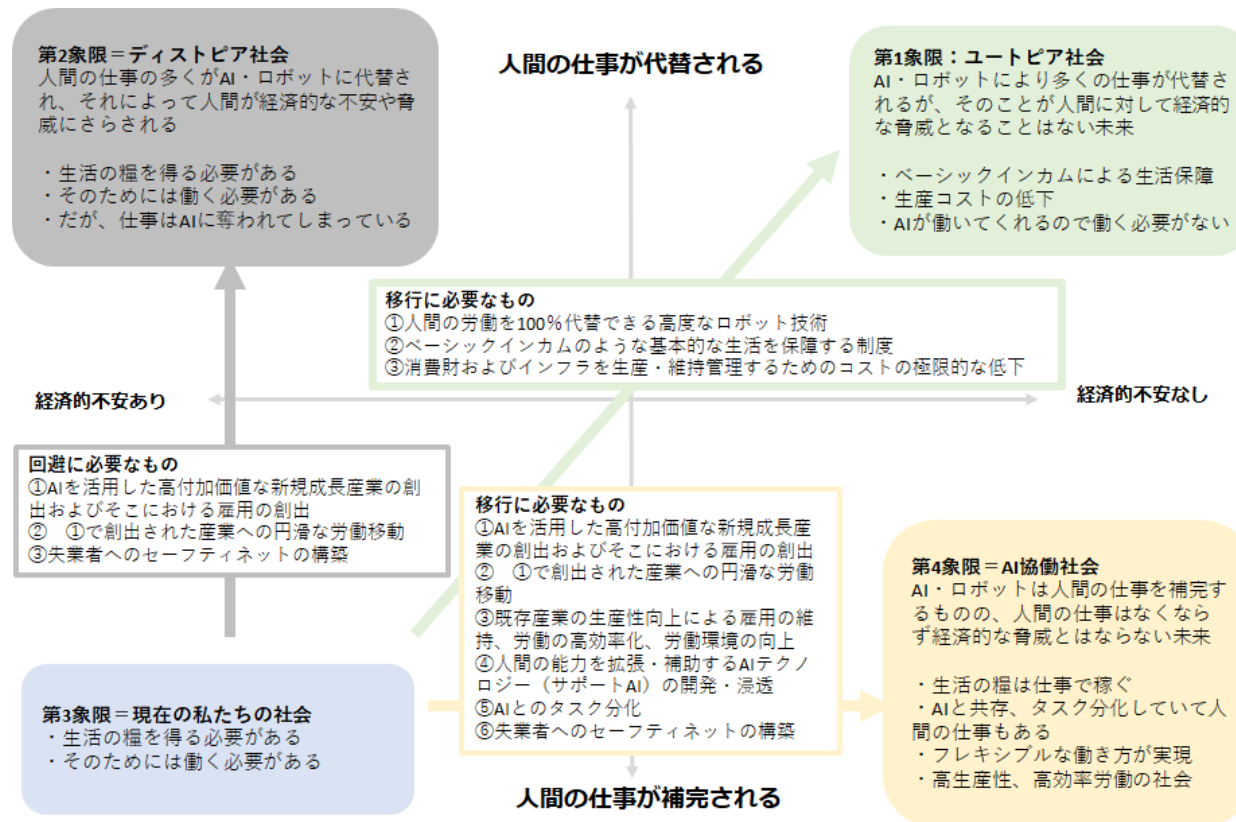 第2象限＝ディストピア社会
人間の仕事の多くがAI・ロボットに代替さ
れ、それによって人間が経済的な不安や脅
威にさらされる
・生活の糧を得る必要がある
・そのためには働く必要がある
・だが、仕事はAIに奪われてしまっている
人間の仕事が代替される
第1象限：ユートピア社会
AI・ロボットにより多くの仕事が代替さ
れるが、そのことが人間に対して経済的
な脅威となることはない未来
・ベーシックインカムによる生活保障
・生産コストの低下
・AIが働いてくれるので働く必要がない
移行に必要なもの
①人間の労働を100％代替できる高度なロボット技術
②ベーシックインカムのような基本的な生活を保障する制度
③消費財およびインフラを生産・維持管理するためのコストの極限的な低下
経済的不安あり
経済的不安なし
回避に必要なもの
①AIを活用した高付加価値な新規成長産業の創
出およびそこにおける雇用の創出
②　①で創出された産業への円滑な労働移動
③失業者へのセーフティネットの構築
移行に必要なもの
①AIを活用した高付加価値な新規成長産
業の創出およびそこにおける雇用の創出
②　①で創出された産業への円滑な労働
移動
③既存産業の生産性向上による雇用の維
持、労働の高効率化、労働環境の向上
④人間の能力を拡張・補助するAIテクノ
ロジー（サポートAI）の開発・浸透
⑤AIとのタスク分化
⑥失業者へのセーフティネットの構築
第4象限＝AI協働社会
AI・ロボットは人間の仕事を補完す
るものの、人間の仕事はなくなら
ず経済的な脅威とはならない未来
・生活の糧は仕事で稼ぐ
・AIと共存、タスク分化していて人
間の仕事もある
・フレキシブルな働き方が実現
・高生産性、高効率労働の社会
第3象限＝現在の私たちの社会
・生活の糧を得る必要がある
・そのためには働く必要がある
人間の仕事が補完される